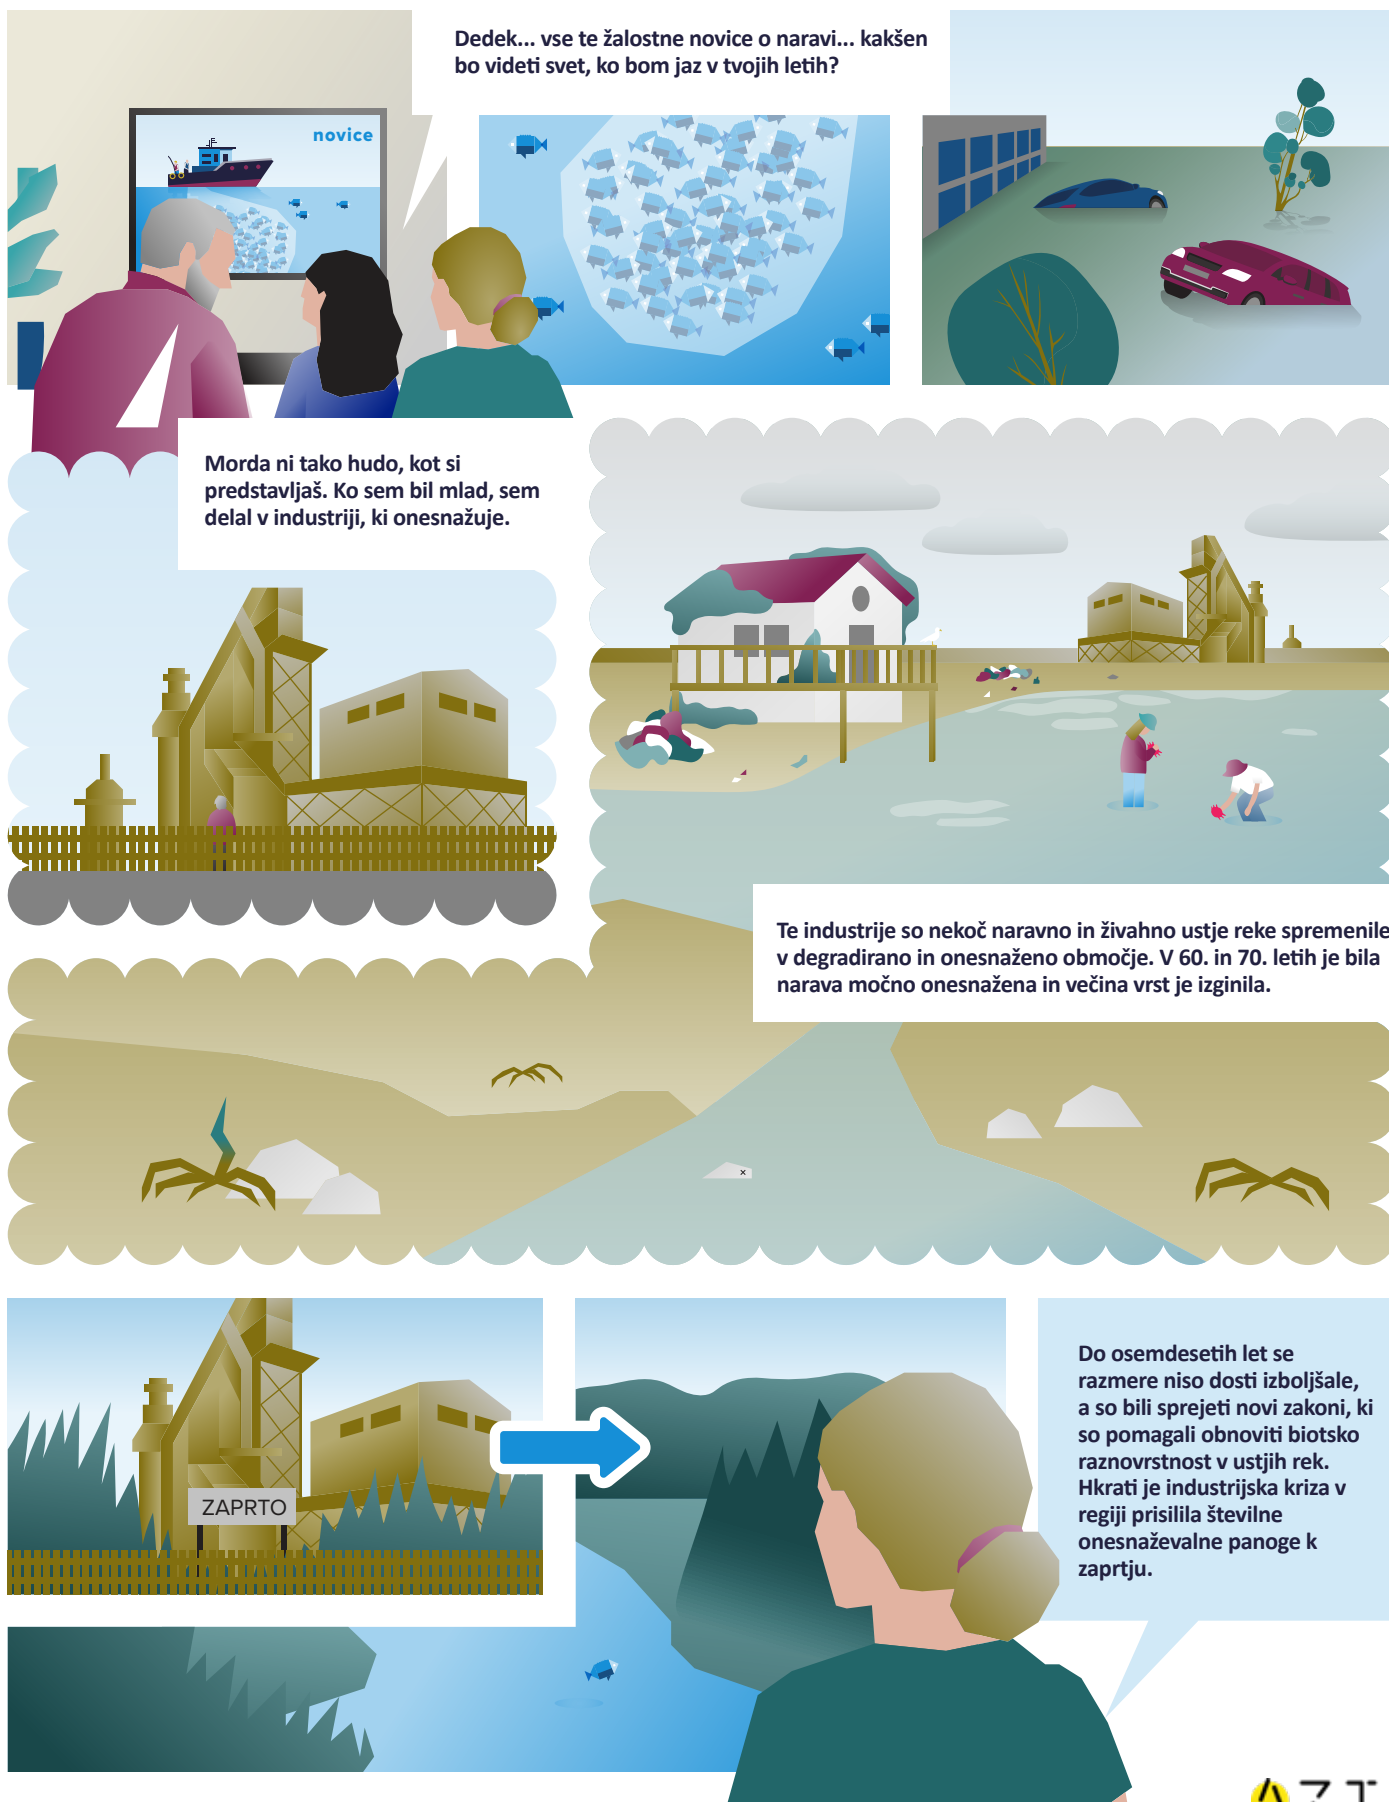 Dedek... vse te žalostne novice o naravi... kakšen
bo videti svet, ko bom jaz v tvojih letih?
novice
Morda ni tako hudo, kot si
predstavljaš. Ko sem bil mlad, sem
delal v industriji, ki onesnažuje.
Te industrije so nekoč naravno in živahno ustje reke spremenile
v degradirano in onesnaženo območje. V 60. in 70. letih je bila
narava močno onesnažena in večina vrst je izginila.
ZAPRTO
Do osemdesetih let se
razmere niso dosti izboljšale,
a so bili sprejeti novi zakoni, ki
so pomagali obnoviti biotsko
raznovrstnost v ustjih rek.
Hkrati je industrijska kriza v
regiji prisilila številne
onesnaževalne panoge k
zaprtju.